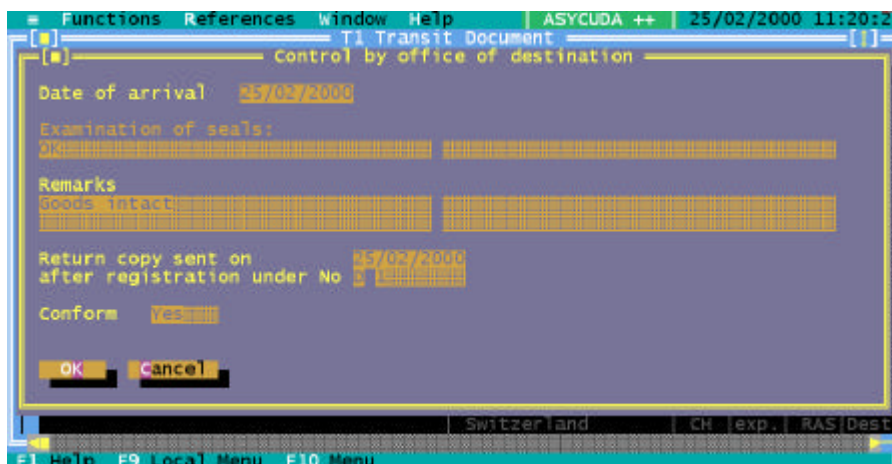 ≡ Functions References Window Help | ASYCUDA ++ | 25/02/2000 11:20:2
[■] T1 Transit Document [↕]
[■] Control by office of destination
Date of arrival 25/02/2000
Examination of seals:
OK
Remarks
Goods intact
Return copy sent on 25/02/2000
after registration under No D 1
Conform Yes
OK Cancel
Switzerland | CH |exp.| RAS|Dest
F1 Help F9 Local Menu F10 Menu